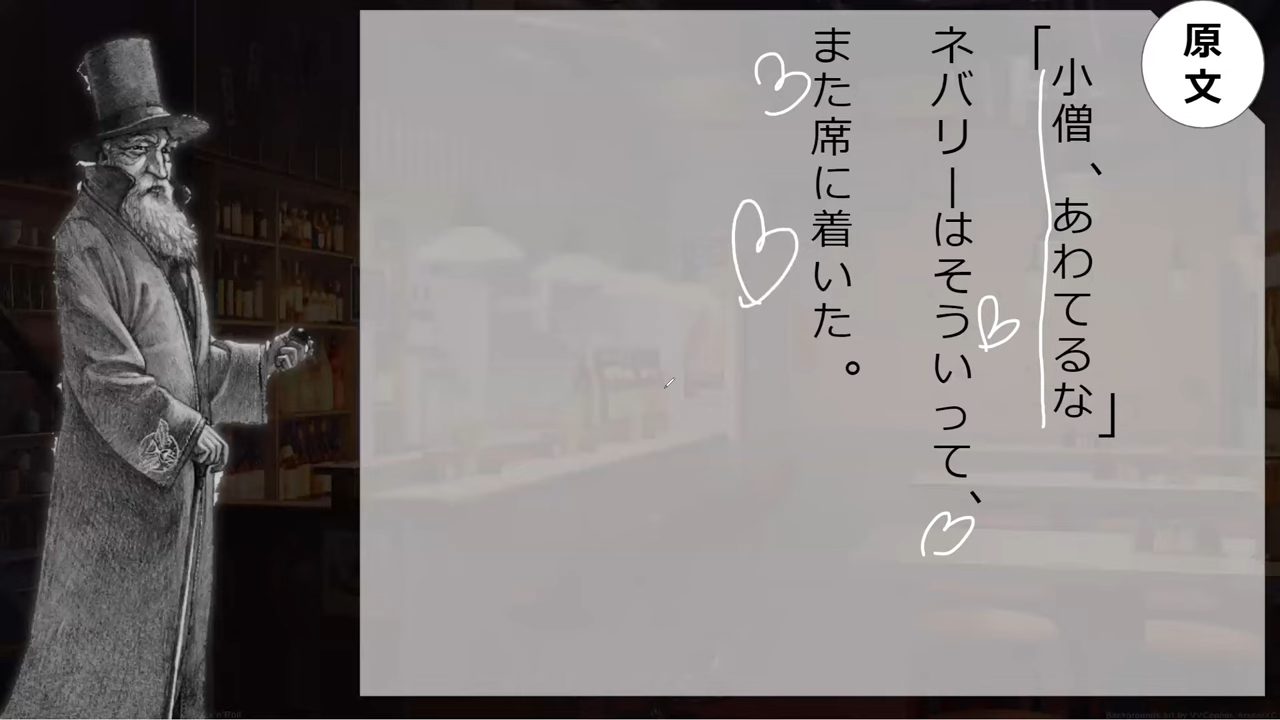 原文
「小僧、あわてるな」
ネバリーはそういって、
また席に着いた。